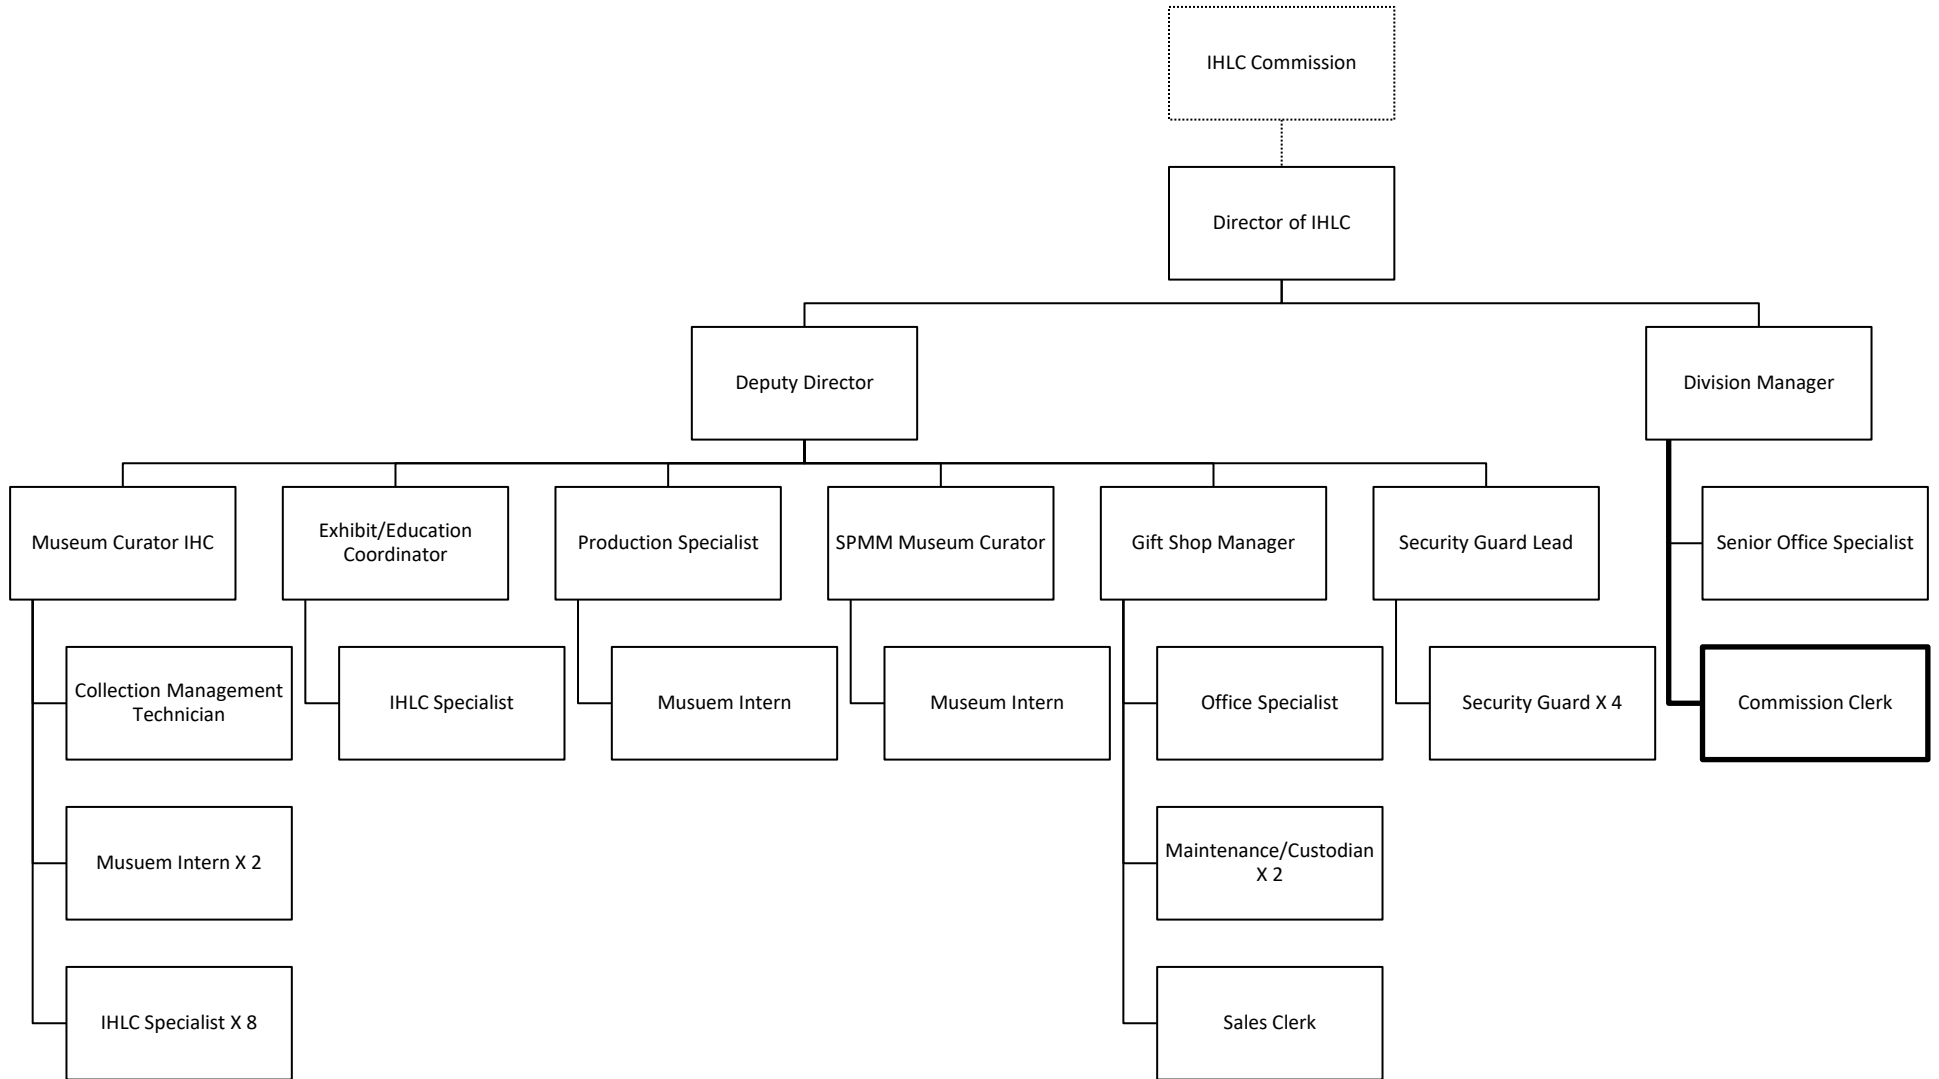 IHLC Commission
Director of IHLC
Deputy Director
Division Manager
Museum Curator IHC
Exhibit/Education
Coordinator
Production Specialist
SPMM Museum Curator
Gift Shop Manager
Security Guard Lead
Senior Office Specialist
Collection Management
Technician
IHLC Specialist
Musuem Intern
Museum Intern
Office Specialist
Security Guard X 4
Commission Clerk
Musuem Intern X 2
Maintenance/Custodian
X 2
IHLC Specialist X 8
Sales Clerk